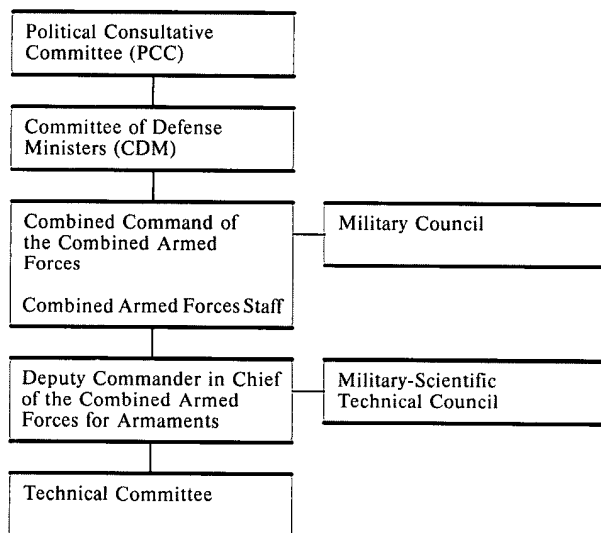 Political Consultative
Committee (PCC)
Committee of Defense
Ministers (CDM)
Combined Command of
the Combined Armed
Forces
Combined Armed Forces Staff
Military Council
Deputy Commander in Chief
of the Combined Armed
Forces for Armaments
Military-Scientific
Technical Council
Technical Committee